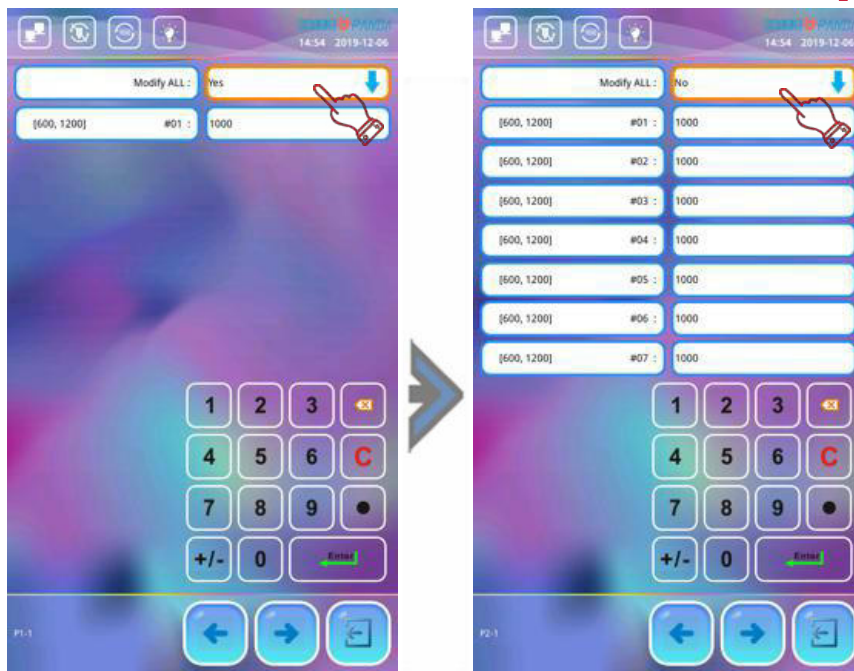 PANDA
14:54 2019-12-06
Modify ALL : Yes
[600, 1200] #01 : 1000
1 2 3
4 5 6 C
7 8 9
+/- 0 Enter
P1-1
PANDA
14:54 2019-12-06
Modify ALL : No
[600, 1200] #01 : 1000
[600, 1200] #02 : 1000
[600, 1200] #03 : 1000
[600, 1200] #04 : 1000
[600, 1200] #05 : 1000
[600, 1200] #06 : 1000
[600, 1200] #07 : 1000
1 2 3
4 5 6 C
7 8 9
+/- 0 Enter
P2-1